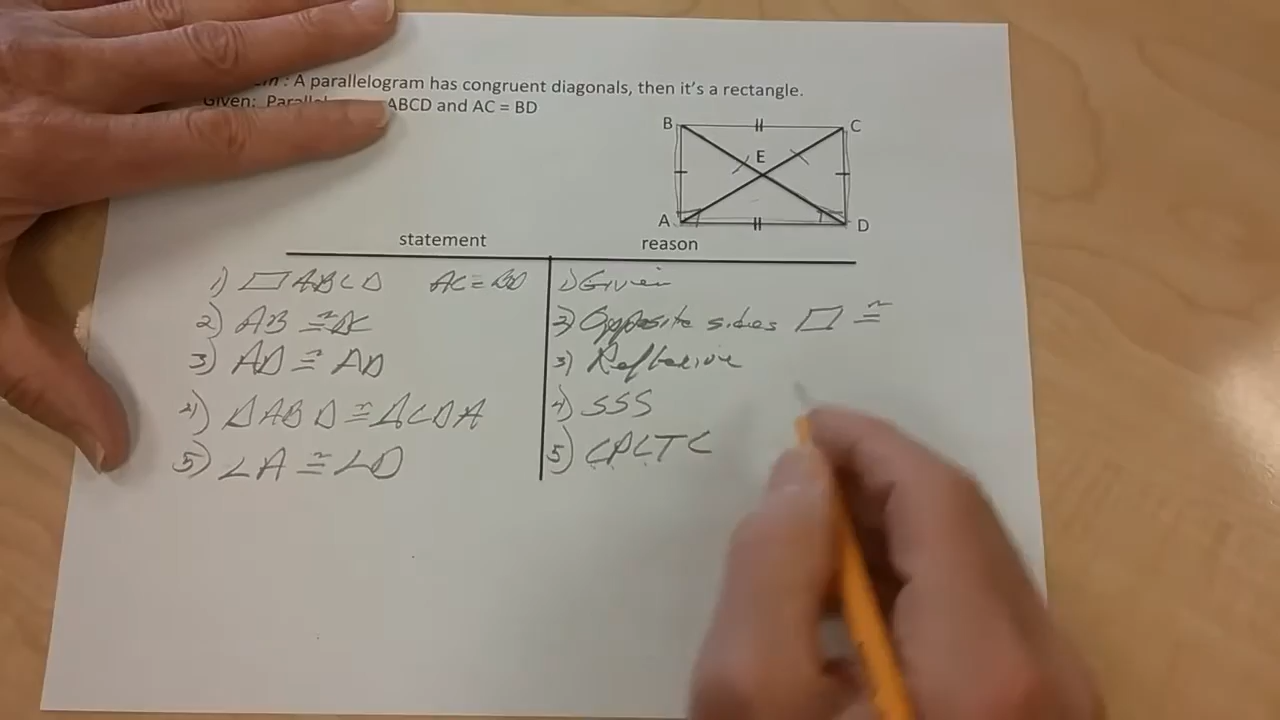 : A parallelogram has congruent diagonals, then it's a rectangle.
Given: ABCD and AC = BD
B C
E
A D
statement reason
1) ▱ ABCD AC = BD 1) Given
2) AB ≅ DC 2) Opposite sides ▱ ≅
3) AD ≅ AD 3) Reflexive
4) △ABD ≅ △CDA 4) SSS
5) ∠A ≅ ∠D 5) CPCTC